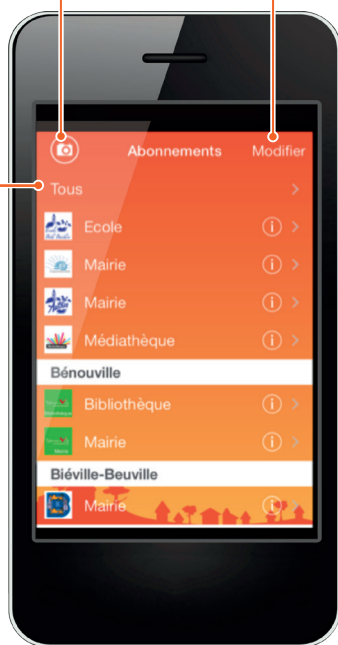 Abonnements Modifier
Tous
Ecole
Mairie
Mairie
Médiathèque
Bénouville
Bibliothèque
Mairie
Biéville-Beuville
Mairie